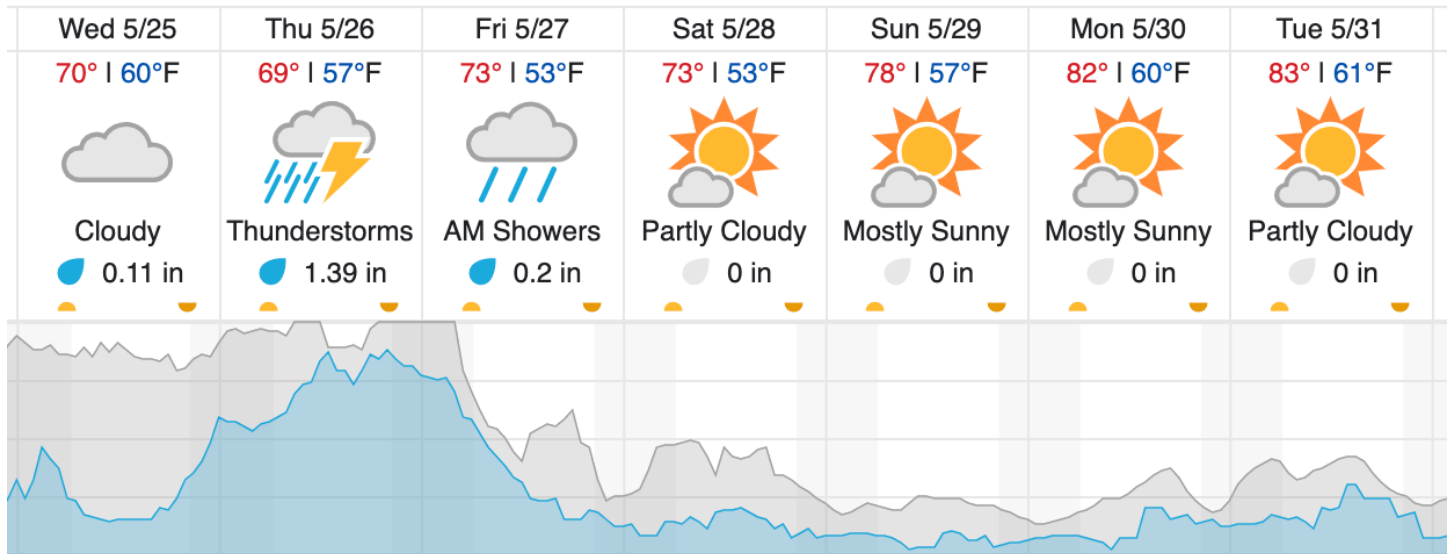 Wed 5/25 Thu 5/26 Fri 5/27 Sat 5/28 Sun 5/29 Mon 5/30 Tue 5/31
70° | 60°F 69° | 57°F 73° | 53°F 73° | 53°F 78° | 57°F 82° | 60°F 83° | 61°F
Cloudy Thunderstorms AM Showers Partly Cloudy Mostly Sunny Mostly Sunny Partly Cloudy
0.11 in 1.39 in 0.2 in 0 in 0 in 0 in 0 in